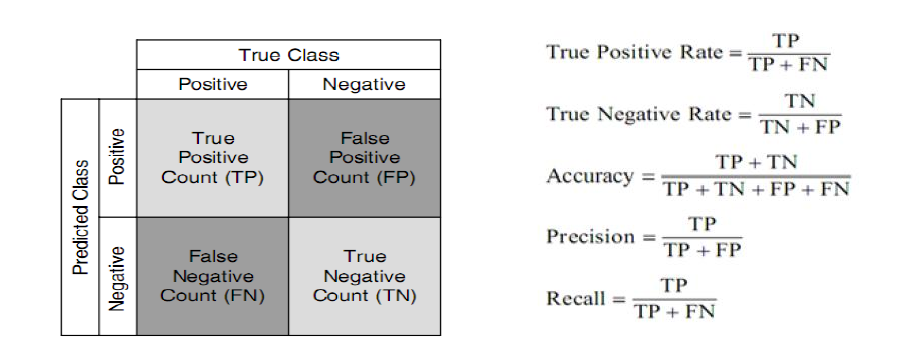 True Class
Positive Negative
Predicted Class
Positive
True
Positive
Count (TP)
False
Positive
Count (FP)
Negative
False
Negative
Count (FN)
True
Negative
Count (TN)
True Positive Rate = TP / TP + FN
True Negative Rate = TN / TN + FP
Accuracy = TP + TN / TP + TN + FP + FN
Precision = TP / TP + FP
Recall = TP / TP + FN